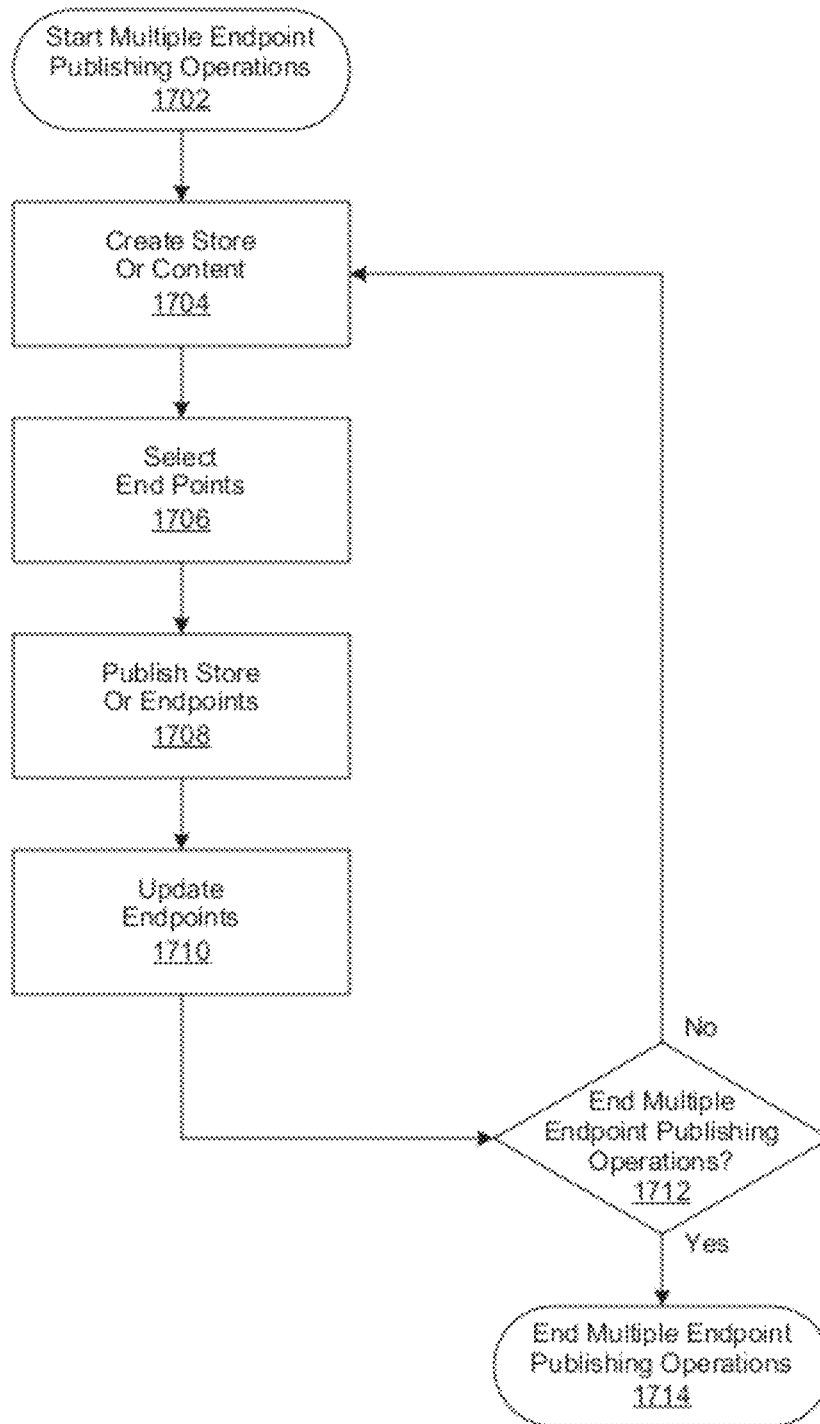 Start Multiple Endpoint
Publishing Operations
1702
Create Store
Or Content
1704
Select
End Points
1706
Publish Store
Or Endpoints
1708
Update
Endpoints
1710
No
End Multiple
Endpoint Publishing
Operations?
1712
Yes
End Multiple Endpoint
Publishing Operations
1714